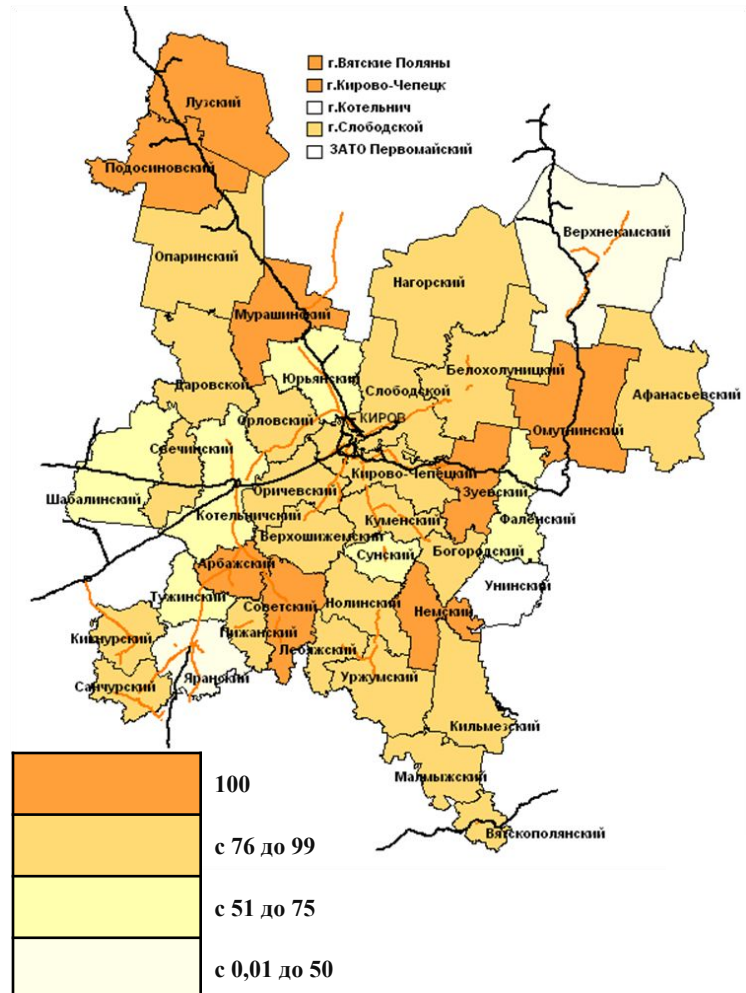 г.Вятские Поляны
г.Кирово-Чепецк
г.Котельнич
г.Слободской
ЗАТО Первомайский
Лузский
Подосиновский
Опаринский
Верхнекамский
Нагорский
Мурашинский
Юрьянский
Белохолуницкий
Даровской
Слободской
Афанасьевский
Орловский
КИРОВ
Омутнинский
Свечинский
Кирово-Чепецкий
Шабалинский
Оричевский
Зуевский
Котельничский
Куменский
Фаленский
Верхошижемский
Богородский
Сунский
Арбажский
Унинский
Тужинский
Советский
Нолинский
Немский
Кикнурский
Пижанский
Лебяжский
Санчурский
Яранский
Уржумский
Кильмезский
Малмыжский
Вятскополянский
100
с 76 до 99
с 51 до 75
с 0,01 до 50